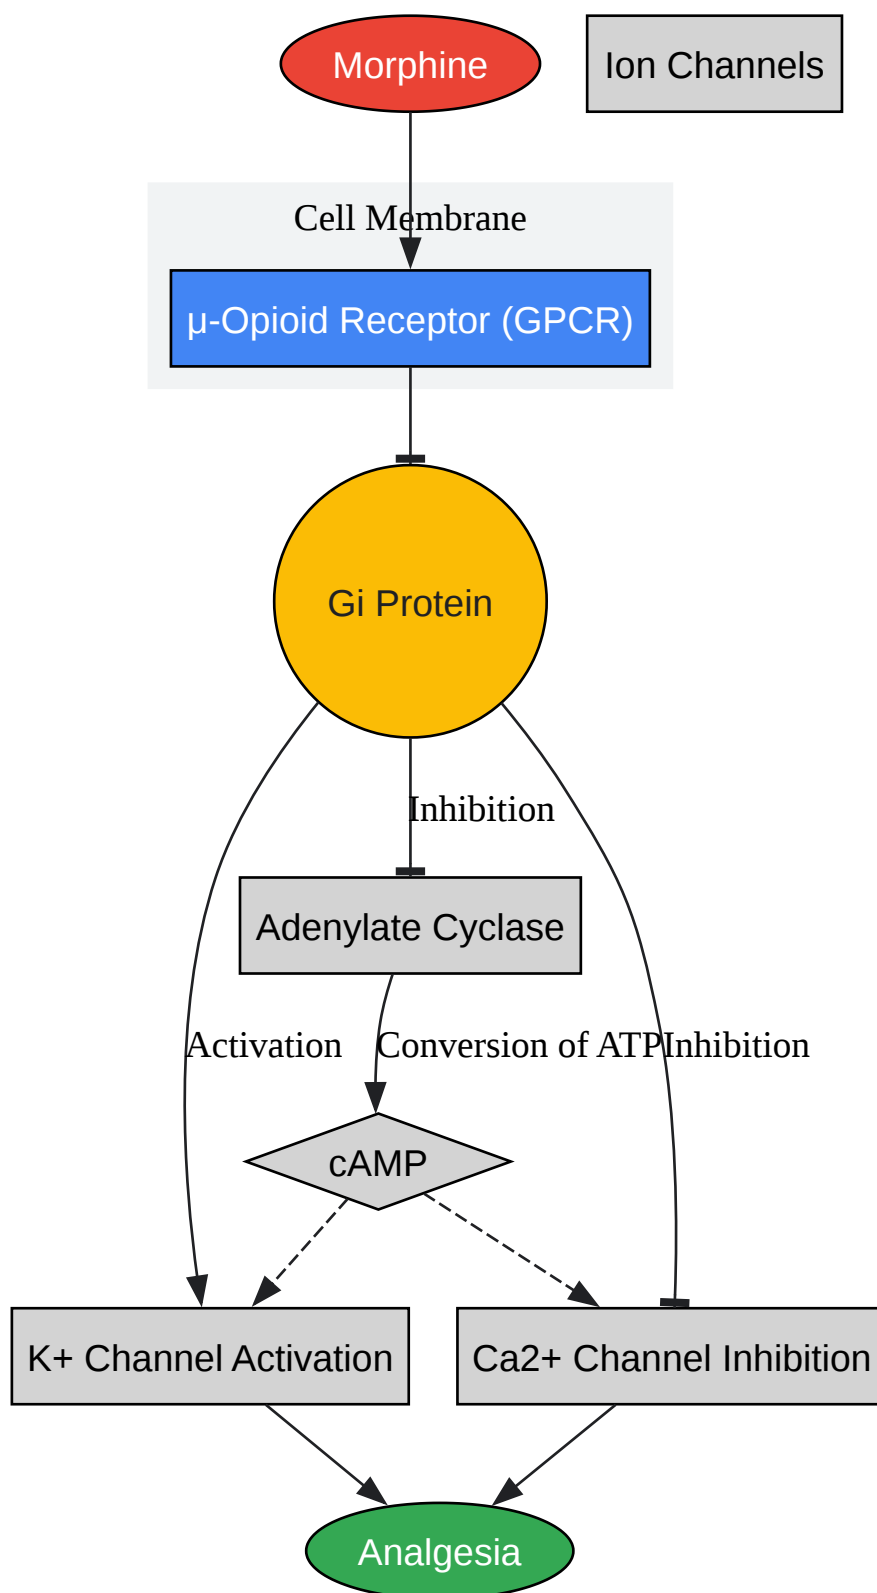 Morphine
Ion Channels
Cell Membrane
μ-Opioid Receptor (GPCR)
Gi Protein
Inhibition
Adenylate Cyclase
Activation
Conversion of ATP
Inhibition
cAMP
K+ Channel Activation
Ca2+ Channel Inhibition
Analgesia